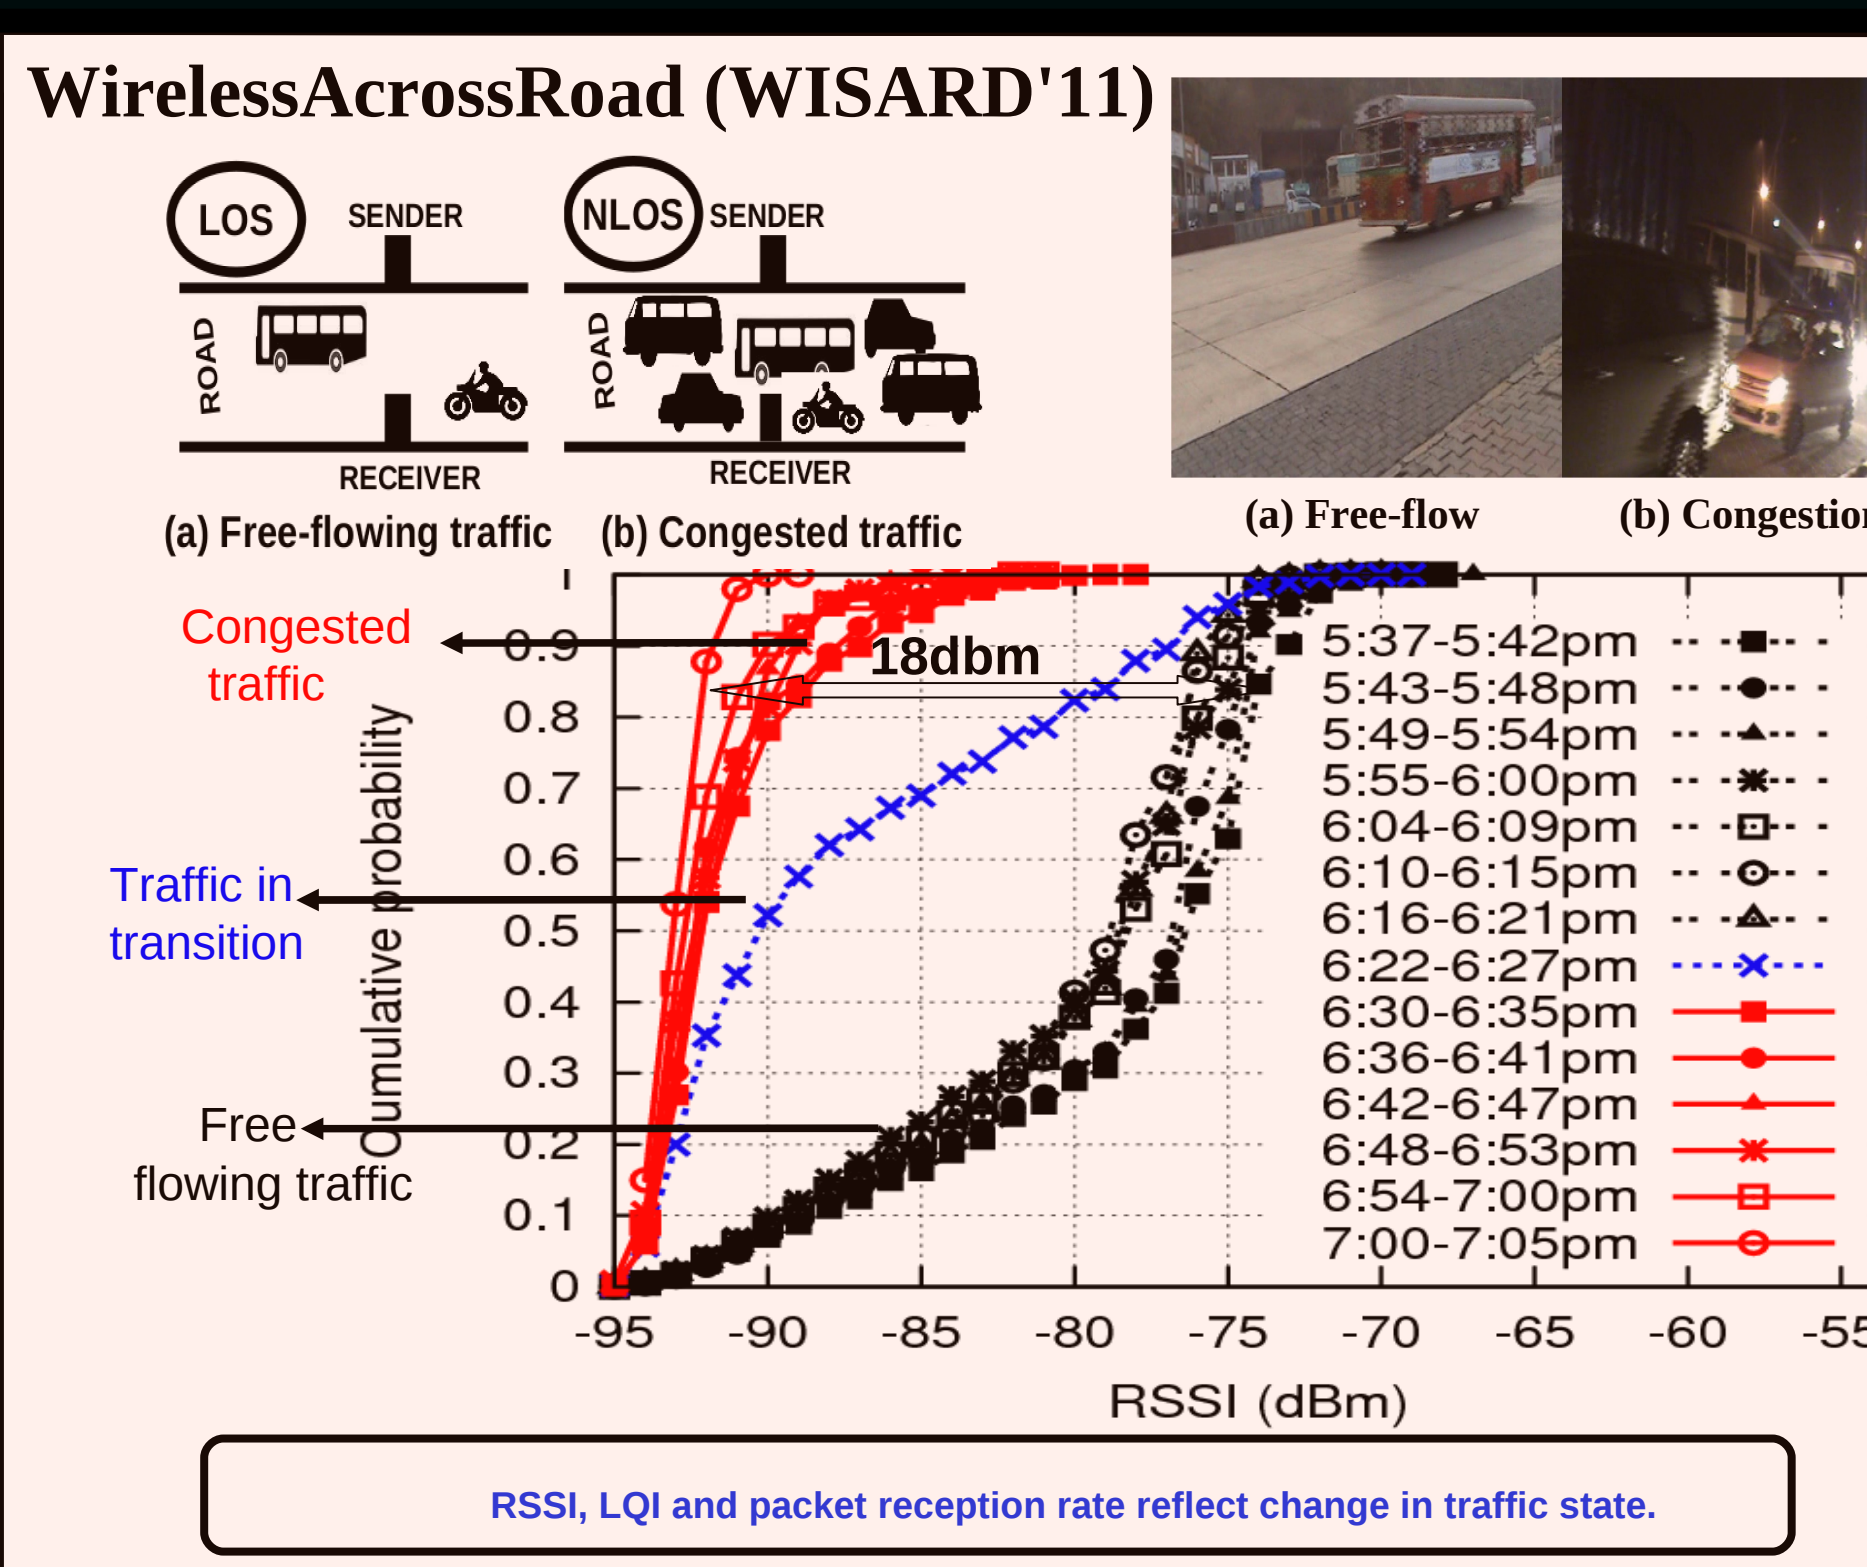 WirelessAcrossRoad (WISARD'11)
LOS
SENDER
ROAD
RECEIVER
(a) Free-flowing traffic
NLOS
SENDER
ROAD
RECEIVER
(b) Congested traffic
(a) Free-flow
(b) Congestion
Congested
traffic
Traffic in
transition
Free
flowing traffic
Cumulative probability
1
0.9
0.8
0.7
0.6
0.5
0.4
0.3
0.2
0.1
0
18dbm
5:37-5:42pm
5:43-5:48pm
5:49-5:54pm
5:55-6:00pm
6:04-6:09pm
6:10-6:15pm
6:16-6:21pm
6:22-6:27pm
6:30-6:35pm
6:36-6:41pm
6:42-6:47pm
6:48-6:53pm
6:54-7:00pm
7:00-7:05pm
-95 -90 -85 -80 -75 -70 -65 -60 -55
RSSI (dBm)
RSSI, LQI and packet reception rate reflect change in traffic state.